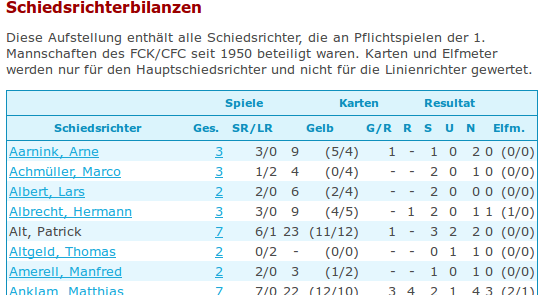 Schiedsrichterbilanzen
Diese Aufstellung enthält alle Schiedsrichter, die an Pflichtspielen der 1.
Mannschaften des FCK/CFC seit 1950 beteiligt waren. Karten und Elfmeter
werden nur für den Hauptschiedsrichter und nicht für die Linienrichter gewertet.
Spiele Karten Resultat
Schiedsrichter Ges. SR/LR Gelb G/R R S U N Elfm.
Aarnink, Arne 3 3/0 9 (5/4) 1 - 1 0 2 0 (0/0)
Achmüller, Marco 3 1/2 4 (0/4) - - 2 0 1 0 (0/0)
Albert, Lars 2 2/0 6 (2/4) - - 2 0 0 0 (0/0)
Albrecht, Hermann 3 3/0 9 (4/5) - 1 2 0 1 1 (1/0)
Alt, Patrick 7 6/1 23 (11/12) 1 - 3 2 2 0 (0/0)
Altgeld, Thomas 2 0/2 - (0/0) - - 0 1 1 0 (0/0)
Amerell, Manfred 2 2/0 3 (1/2) - - 1 0 1 0 (0/0)
Anklam, Matthias 7 7/0 22 (12/10) 3 4 2 1 4 3 (2/1)